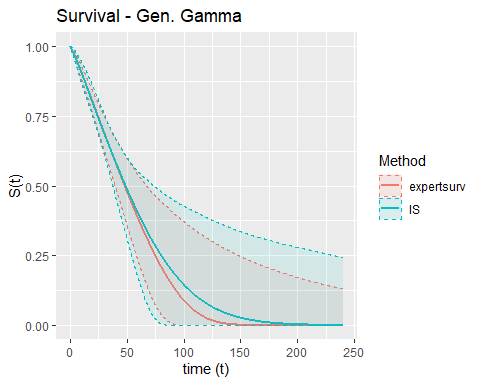 Survival - Gen. Gamma
1.00
0.75
0.50
0.25
0.00
S(t)
0 50 100 150 200 250
time (t)
Method
expertsurv
IS